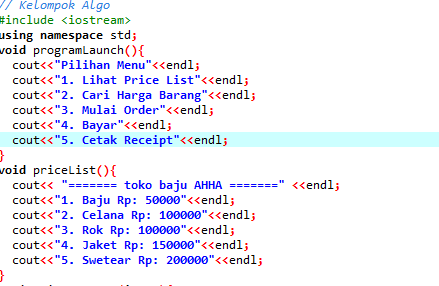 // Kelompok Algo
#include <iostream>
using namespace std;
void programLaunch(){
cout<<"Pilihan Menu"<<endl;
cout<<"1. Lihat Price List"<<endl;
cout<<"2. Cari Harga Barang"<<endl;
cout<<"3. Mulai Order"<<endl;
cout<<"4. Bayar"<<endl;
cout<<"5. Cetak Receipt"<<endl;
}
void priceList(){
cout<< "======= toko baju AHHA =======" <<endl;
cout<<"1. Baju Rp: 50000"<<endl;
cout<<"2. Celana Rp: 100000"<<endl;
cout<<"3. Rok Rp: 100000"<<endl;
cout<<"4. Jaket Rp: 150000"<<endl;
cout<<"5. Swetear Rp: 200000"<<endl;
}